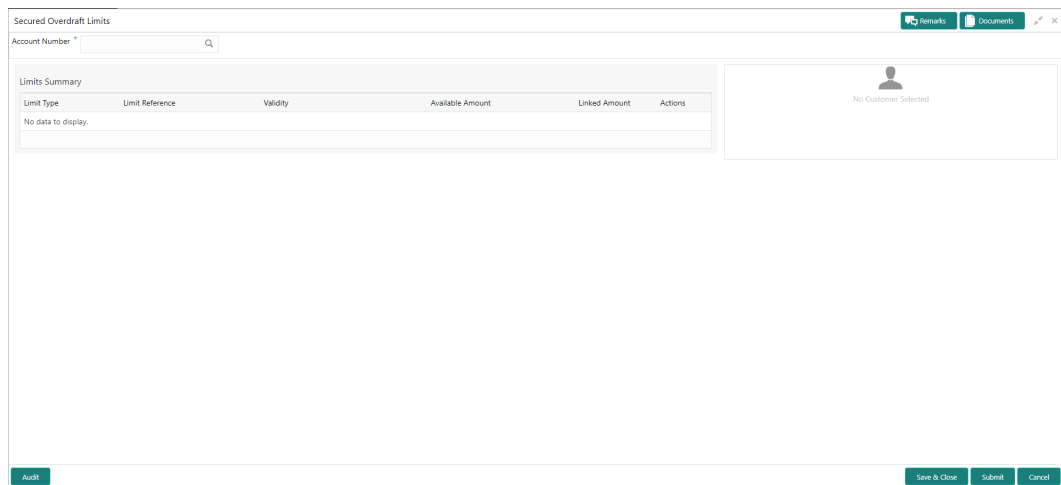 Secured Overdraft Limits
Remarks
Documents
Account Number *
Limits Summary
Limit Type Limit Reference Validity Available Amount Linked Amount Actions
No data to display.
No Customer Selected
Audit
Save & Close
Submit
Cancel